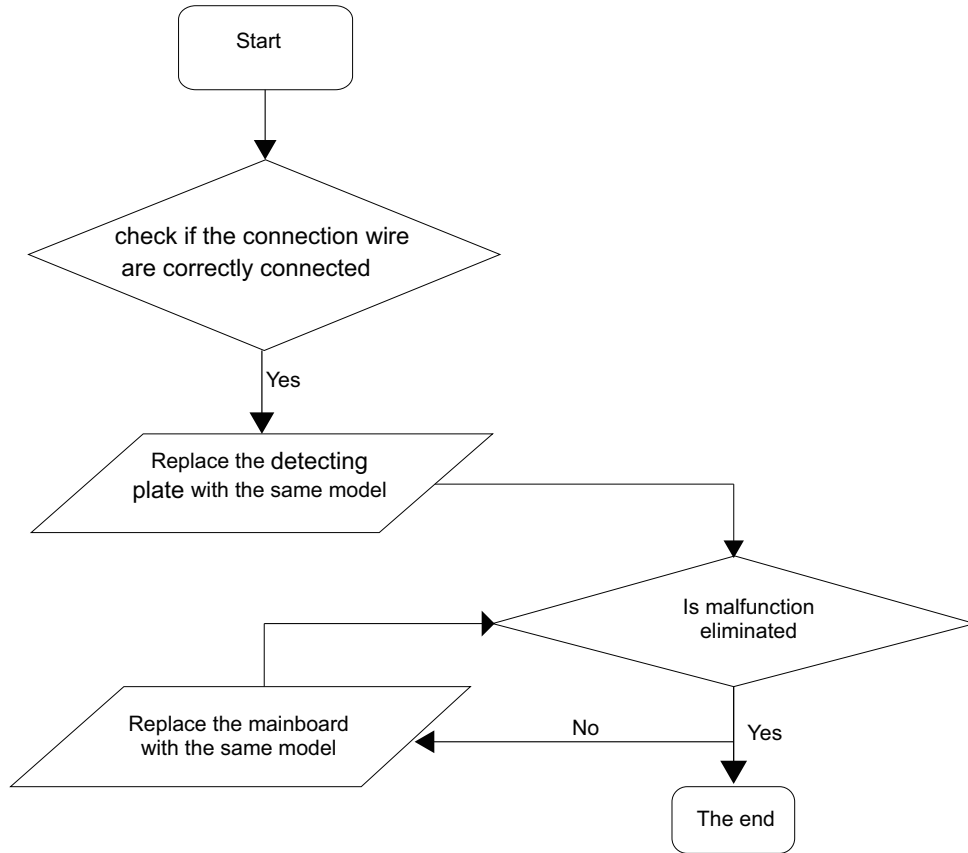 Start
check if the connection wire
are correctly connected
Yes
Replace the detecting
plate with the same model
Is malfunction
eliminated
Replace the mainboard
with the same model
No
Yes
The end